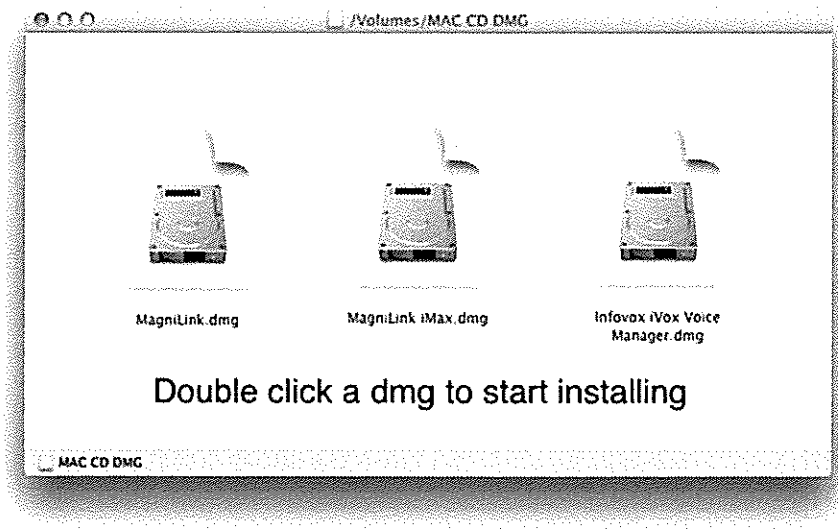 /Volumes/MAC CD DMG
MagniLink.dmg
MagniLink iMax.dmg
Infovox iVox Voice
Manager.dmg
Double click a dmg to start installing
MAC CD DMG